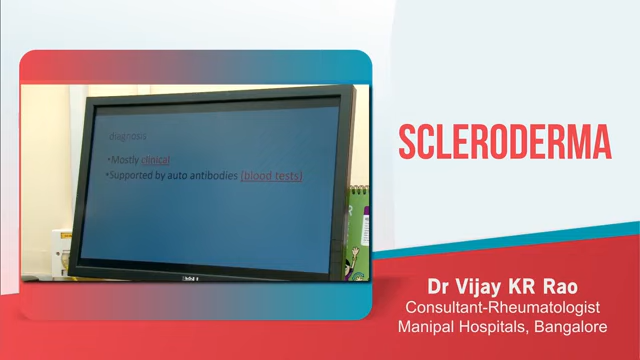 diagnosis
•Mostly clinical
•Supported by auto antibodies (blood tests)
DELL
SCLERODERMA
Dr Vijay KR Rao
Consultant-Rheumatologist
Manipal Hospitals, Bangalore